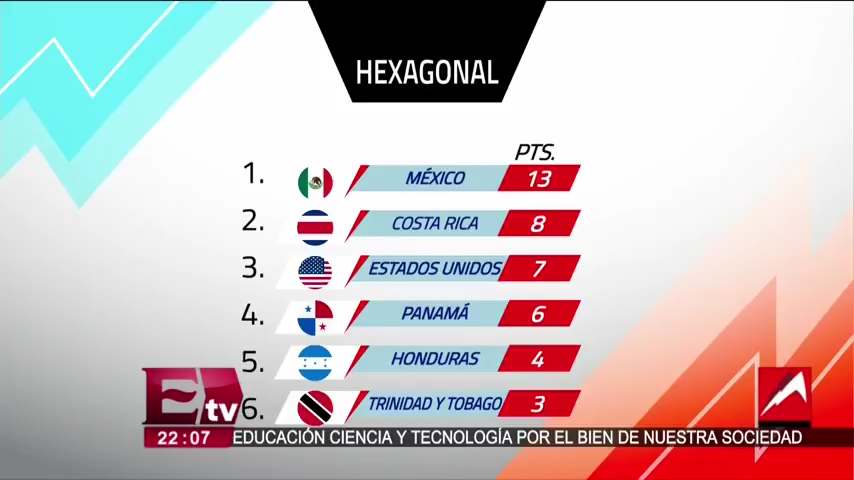 HEXAGONAL
PTS.
1. MÉXICO 13
2. COSTA RICA 8
3. ESTADOS UNIDOS 7
4. PANAMÁ 6
5. HONDURAS 4
6. TRINIDAD Y TOBAGO 3
E tv
22:07 EDUCACIÓN CIENCIA Y TECNOLOGÍA POR EL BIEN DE NUESTRA SOCIEDAD